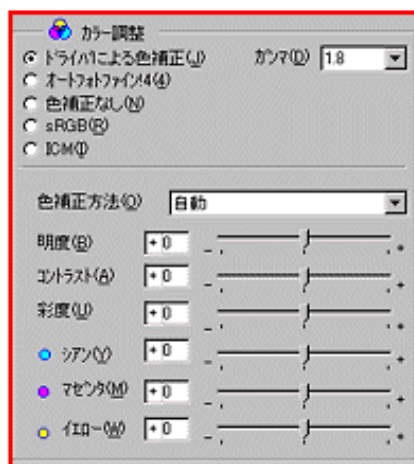 カラー調整
ドライバによる色補正(J) ガンマ(D) 1.8
オートフォトファイン!4(4)
色補正なし(N)
sRGB(R)
ICM(I)
色補正方法(O) 自動
明度(B) +0 - +
コントラスト(A) +0 - +
彩度(U) +0 - +
シアン(Y) +0 - +
マゼンタ(M) +0 - +
イエロー(W) +0 - +